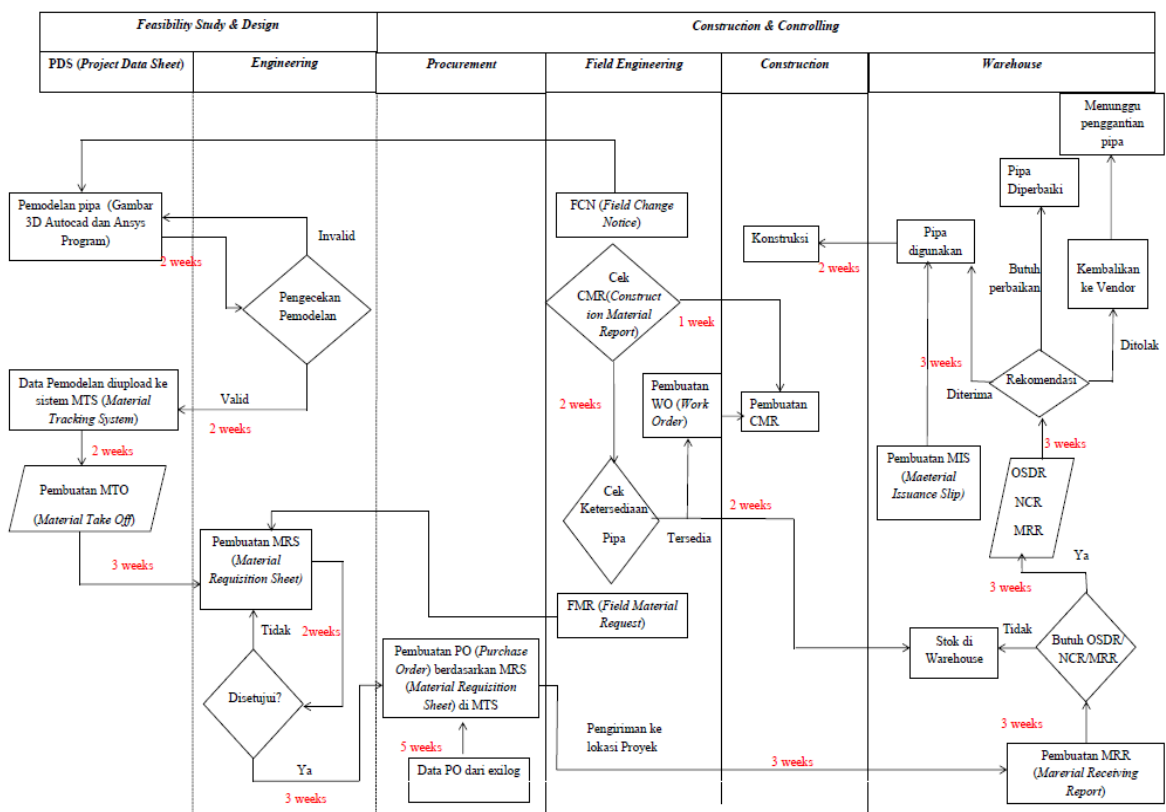 Feasibility Study & Design
Construction & Controlling
PDS (Project Data Sheet)
Engineering
Procurement
Field Engineering
Construction
Warehouse
Menunggu
penggantian
pipa
Pipa
Diperbaiki
Pemodelan pipa (Gambar
3D Autocad dan Ansys
Program)
Invalid
2 weeks
Pengecekan
Pemodelan
FCN (Field Change
Notice)
Konstruksi
2 weeks
Pipa
digunakan
Butuh
perbaikan
Kembalikan
ke Vendor
Cek
CMR(Construct
ion Material
Report)
1 week
3 weeks
Ditolak
Rekomendasi
Diterima
Data Pemodelan diupload ke
sistem MTS (Material
Tracking System)
Valid
2 weeks
2 weeks
Pembuatan
WO (Work
Order)
Pembuatan
CMR
2 weeks
Pembuatan MTO
(Material Take Off)
3 weeks
Cek
Ketersediaan
Pipa
Tersedia
2 weeks
Pembuatan MIS
(Maeterial
Issuance Slip)
3 weeks
OSDR
NCR
MRR
Ya
3 weeks
Pembuatan MRS
(Material
Requisition Sheet)
Tidak
2weeks
FMR (Field Material
Request)
Stok di
Warehouse
Tidak
Butuh OSDR/
NCR/MRR
3 weeks
Disetujui?
Ya
3 weeks
Pembuatan PO (Purchase
Order) berdasarkan MRS
(Material Requisition
Sheet) di MTS
5 weeks
Data PO dari exilog
Pengiriman ke
lokasi Proyek
3 weeks
Pembuatan MRR
(Marerial Receiving
Report)